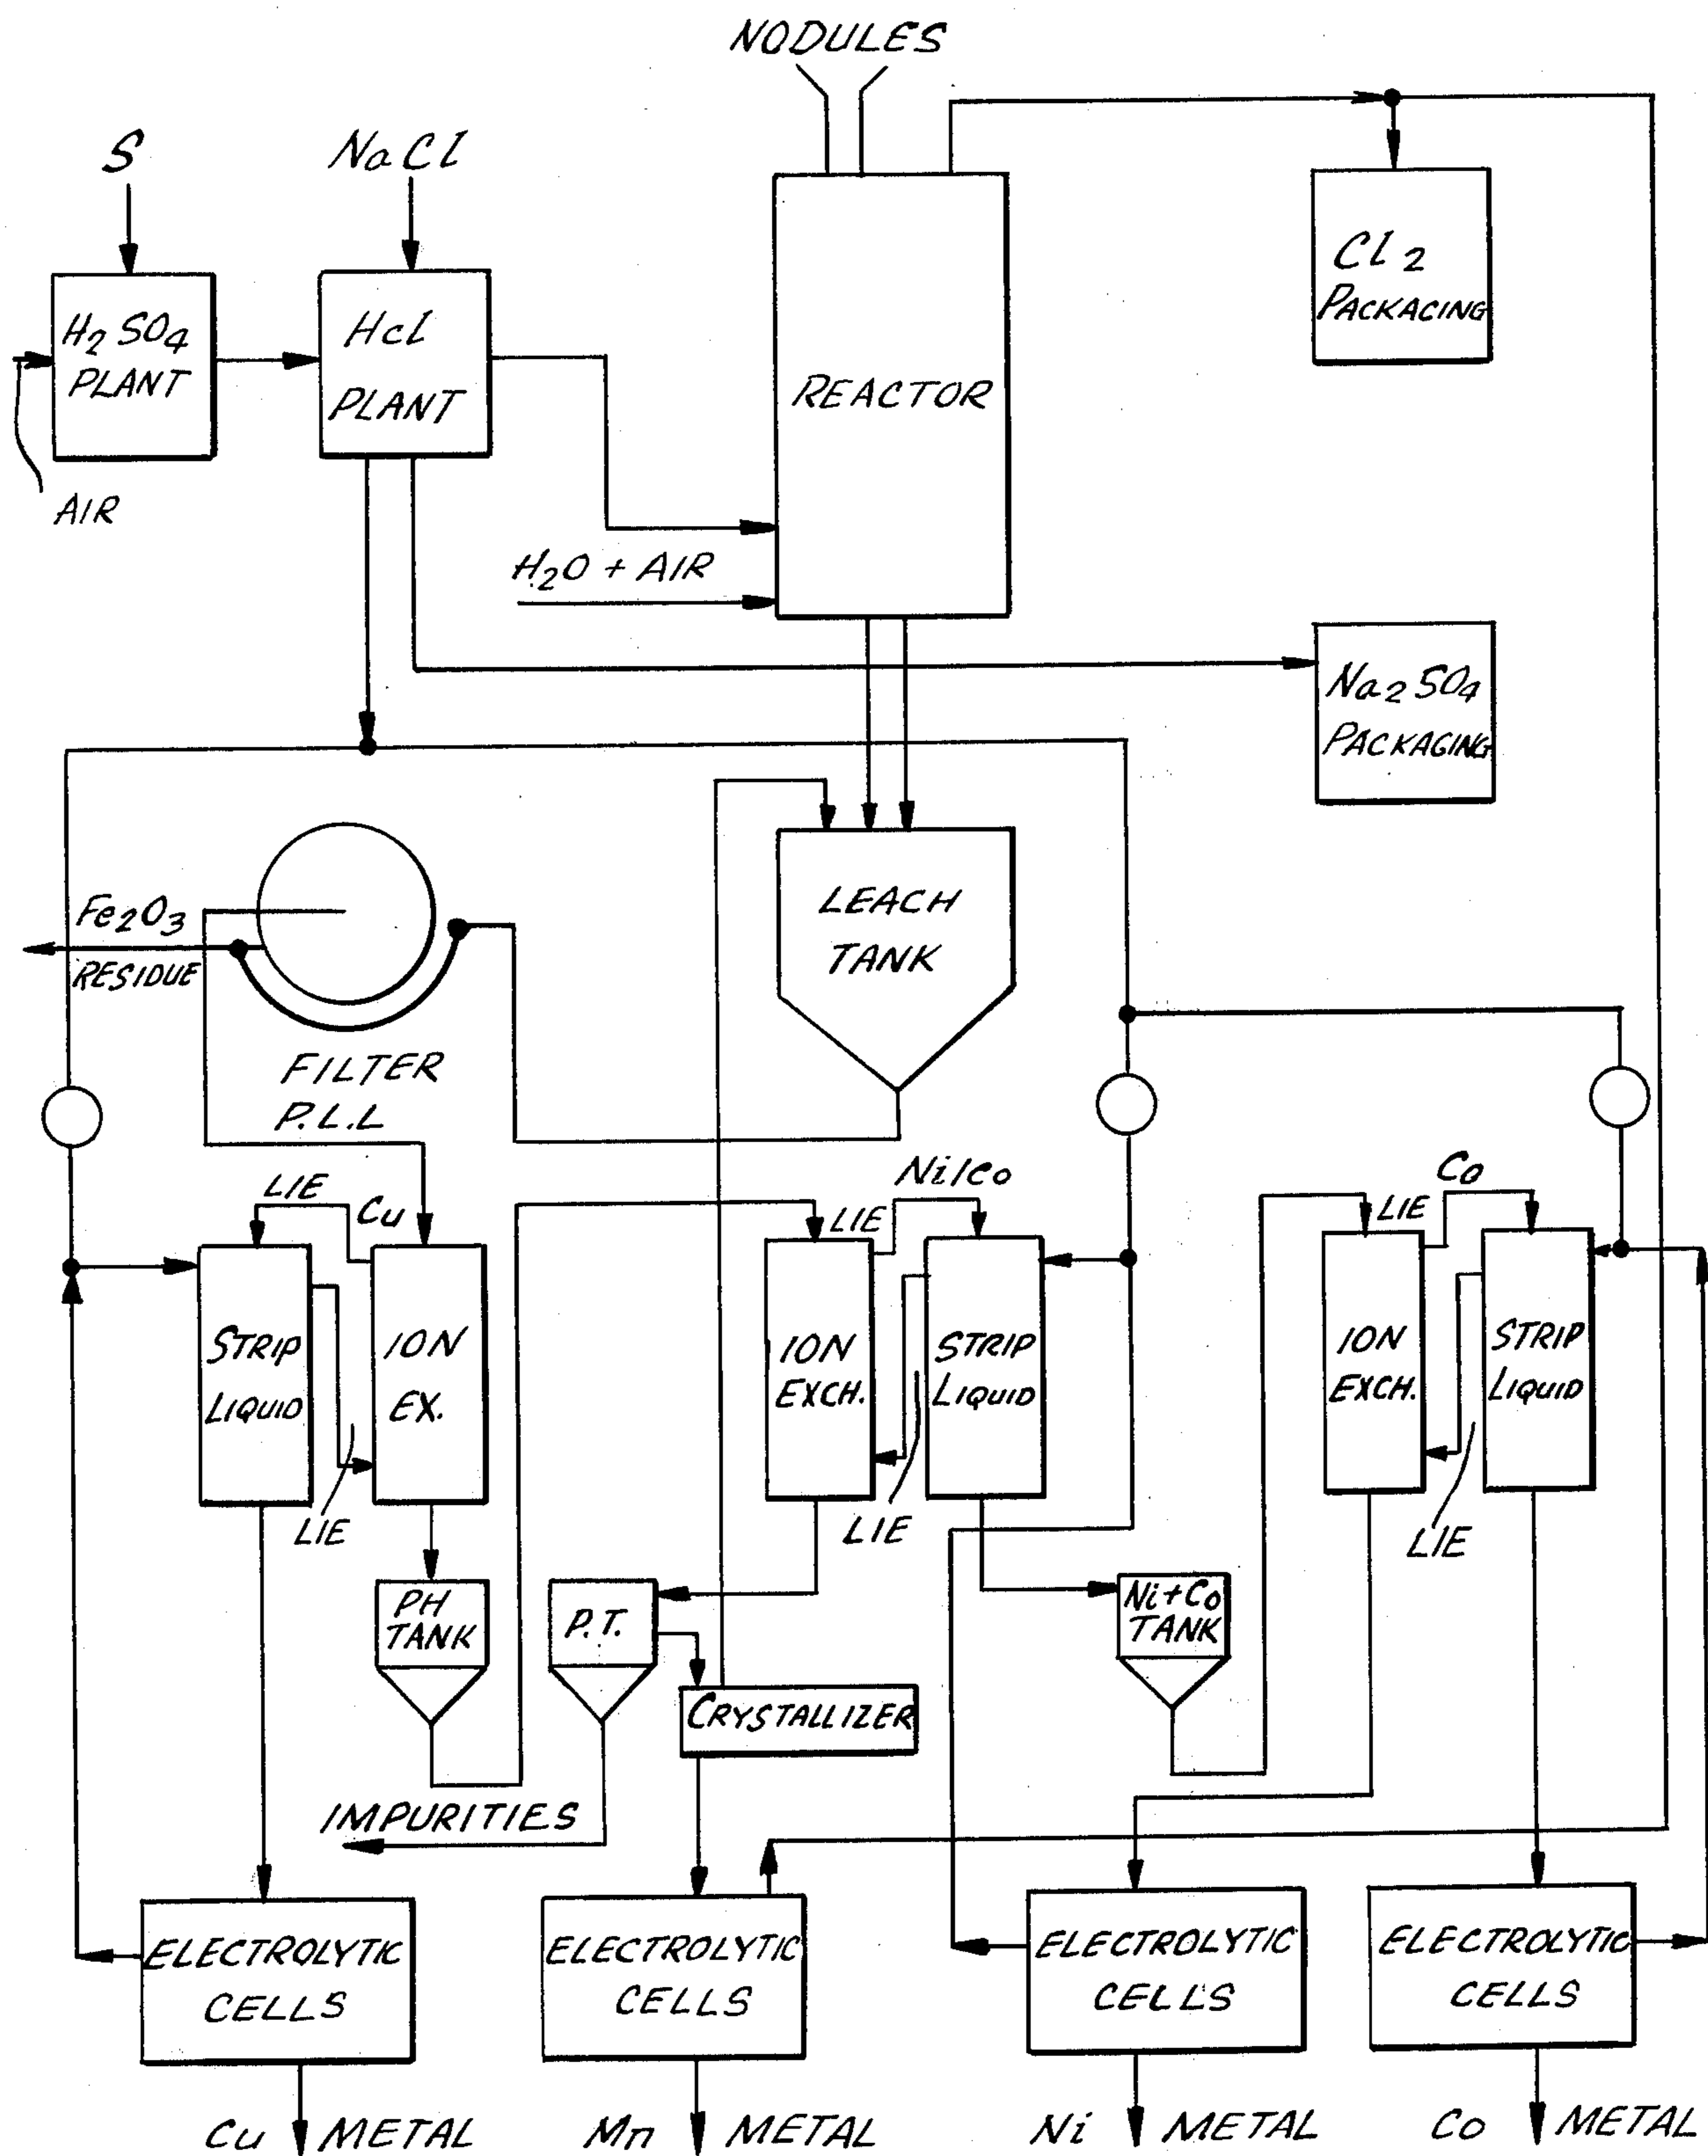 NODULES
S
NaCl
H2SO4
PLANT
Hcl
PLANT
REACTOR
Cl2
PACKACING
AIR
H2O + AIR
Na2SO4
PACKAGING
Fe2O3
RESIDUE
LEACH
TANK
FILTER
P.L.L
LIE
Cu
Ni/Co
LIE
Co
LIE
STRIP
LIQUID
ION
EX.
ION
EXCH.
STRIP
LIQUID
ION
EXCH.
STRIP
LIQUID
LIE
LIE
LIE
PH
TANK
P.T.
Ni+Co
TANK
CRYSTALLIZER
IMPURITIES
ELECTROLYTIC
CELLS
ELECTROLYTIC
CELLS
ELECTROLYTIC
CELLS
ELECTROLYTIC
CELLS
Cu METAL
Mn METAL
Ni METAL
Co METAL